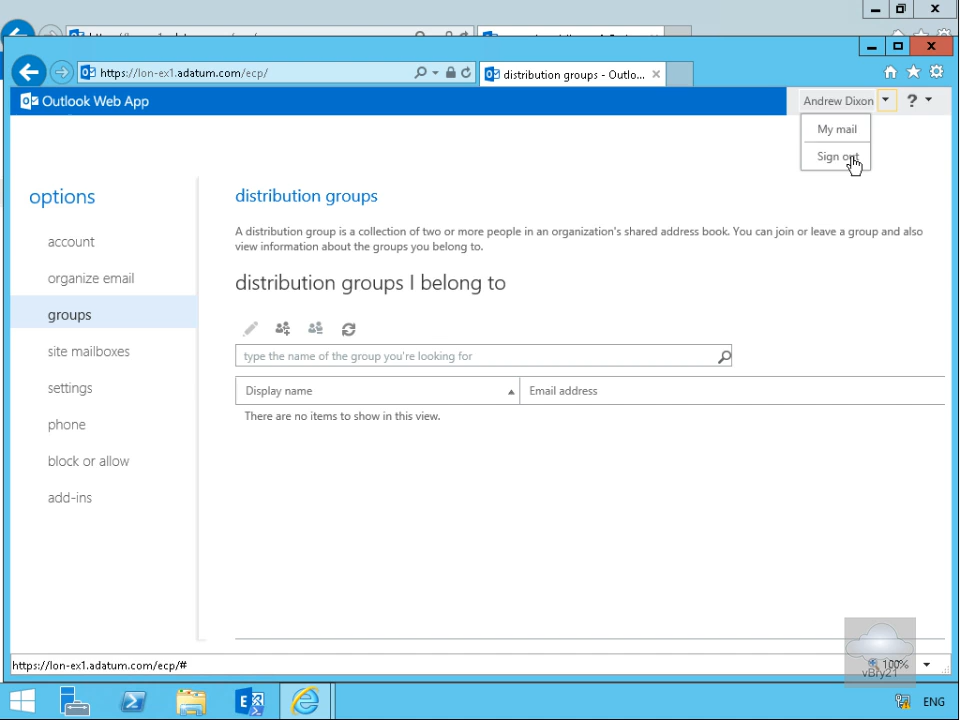 https://lon-ex1.adatum.com/ecp/
distribution groups - Outlo...
Outlook Web App
Andrew Dixon
?
My mail
Sign out
options
account
organize email
groups
site mailboxes
settings
phone
block or allow
add-ins
distribution groups
A distribution group is a collection of two or more people in an organization's shared address book. You can join or leave a group and also
view information about the groups you belong to.
distribution groups I belong to
type the name of the group you're looking for
Display name
Email address
There are no items to show in this view.
https://lon-ex1.adatum.com/ecp/#
100%
vBry21
ENG